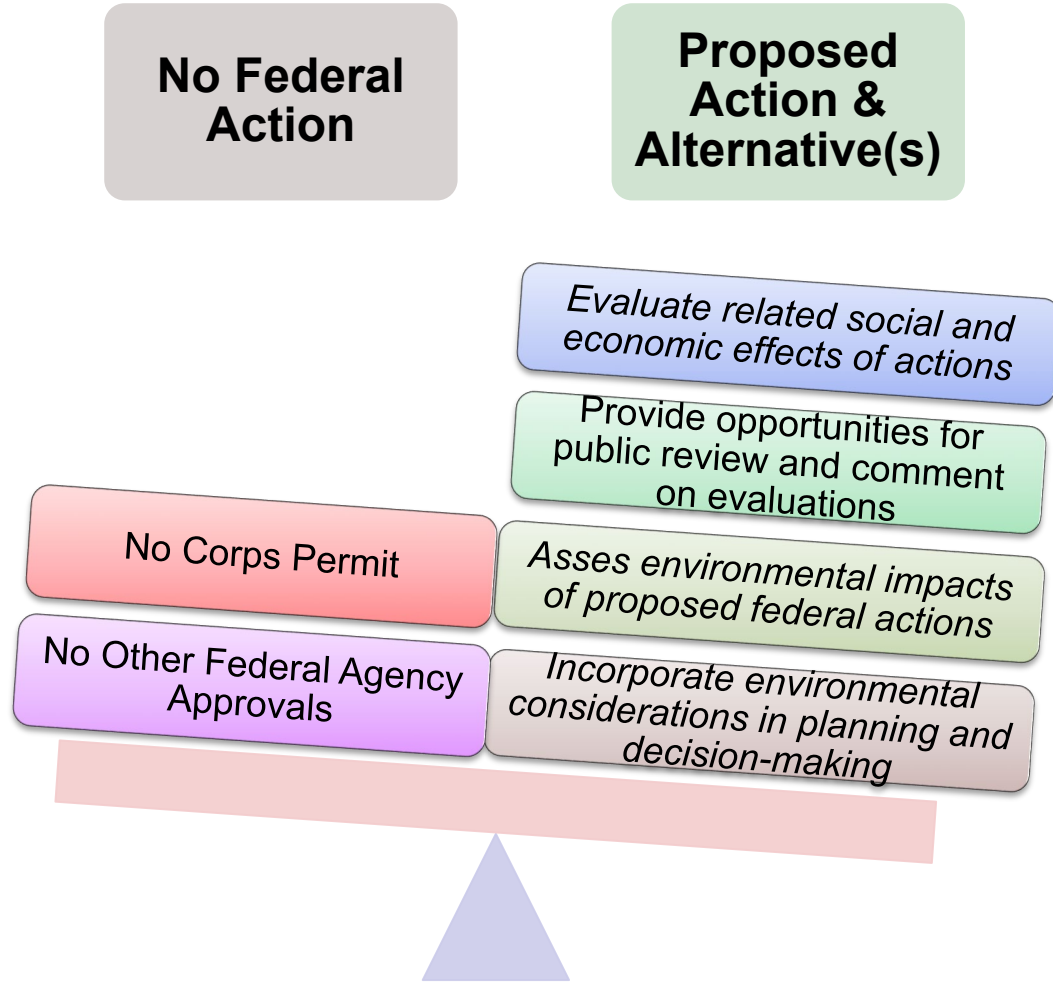 No Federal
Action
Proposed
Action &
Alternative(s)
Evaluate related social and
economic effects of actions
Provide opportunities for
public review and comment
on evaluations
No Corps Permit
Asses environmental impacts
of proposed federal actions
No Other Federal Agency
Approvals
Incorporate environmental
considerations in planning and
decision-making